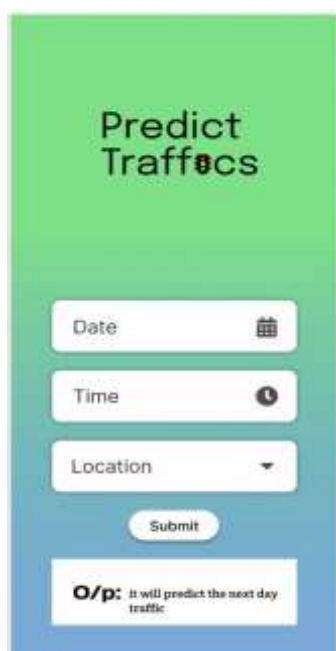 Predict
Traffics
Date
Time
Location
Submit
O/p: it will predict the next day
traffic